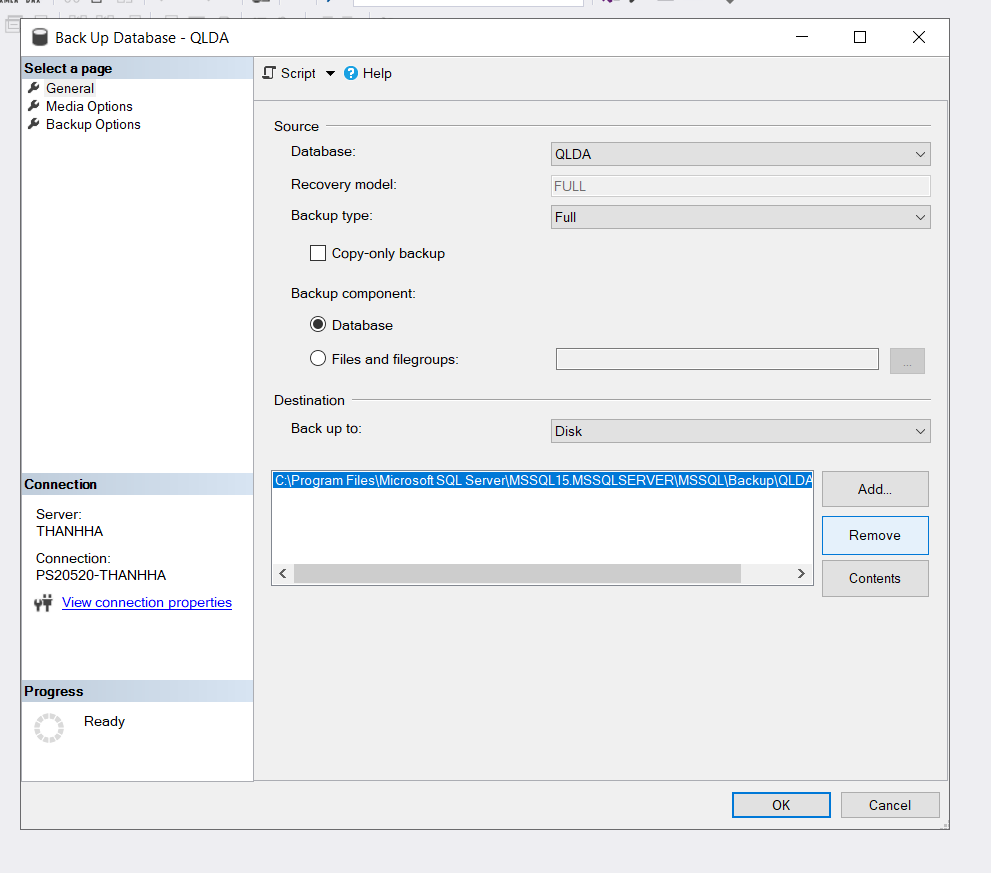 Back Up Database - QLDA
Select a page
General
Media Options
Backup Options
Script
Help
Source
Database:
QLDA
Recovery model:
FULL
Backup type:
Full
Copy-only backup
Backup component:
Database
Files and filegroups:
...
Destination
Back up to:
Disk
C:\Program Files\Microsoft SQL Server\MSSQL15.MSSQLSERVER\MSSQL\Backup\QLDA
Add...
Remove
Contents
Connection
Server:
THANHHA
Connection:
PS20520-THANHHA
View connection properties
Progress
Ready
OK
Cancel